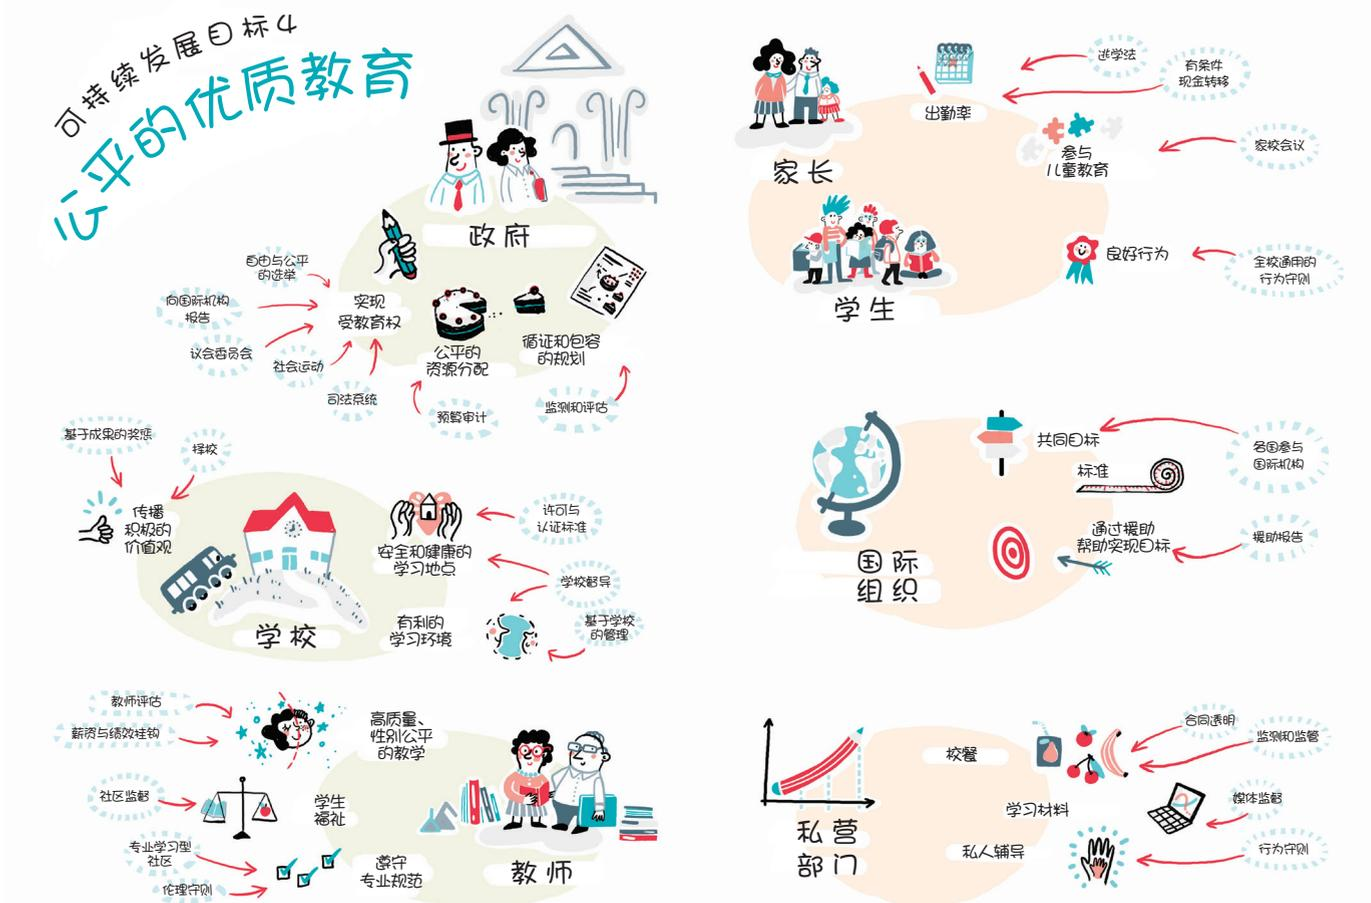 可持续发展目标4
公平的优质教育
政府
自由与公平
的选举
向国际机构
报告
议会委员会
社会运动
司法系统
实现
受教育权
公平的
资源分配
预算审计
循证和包容
的规划
监测和评估
基于成果的奖惩
择校
传播
积极的
价值观
学校
安全和健康的
学习地点
许可与
认证标准
学校督导
有利的
学习环境
基于学校
的管理
教师评估
薪资与绩效挂钩
高质量、
性别公平
的教学
社区监督
学生
福祉
专业学习型
社区
伦理守则
遵守
专业规范
教师
家长
出勤率
逃学法
有条件
现金转移
参与
儿童教育
家校会议
学生
良好行为
全校通用的
行为守则
国际
组织
共同目标
标准
各国参与
国际机构
通过援助
帮助实现目标
援助报告
私营
部门
校餐
合同透明
监测和监管
学习材料
媒体监督
私人辅导
行为守则